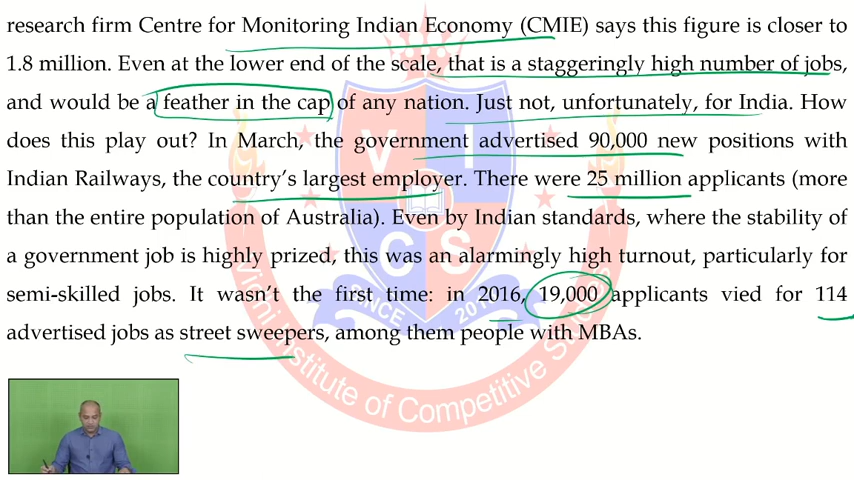 research firm Centre for Monitoring Indian Economy (CMIE) says this figure is closer to
1.8 million. Even at the lower end of the scale, that is a staggeringly high number of jobs,
and would be a feather in the cap of any nation. Just not, unfortunately, for India. How
does this play out? In March, the government advertised 90,000 new positions with
Indian Railways, the country's largest employer. There were 25 million applicants (more
than the entire population of Australia). Even by Indian standards, where the stability of
a government job is highly prized, this was an alarmingly high turnout, particularly for
semi-skilled jobs. It wasn't the first time: in 2016, 19,000 applicants vied for 114
advertised jobs as street sweepers, among them people with MBAs.
V I
C S
SINCE
Vidhi Institute of Competitive Studies